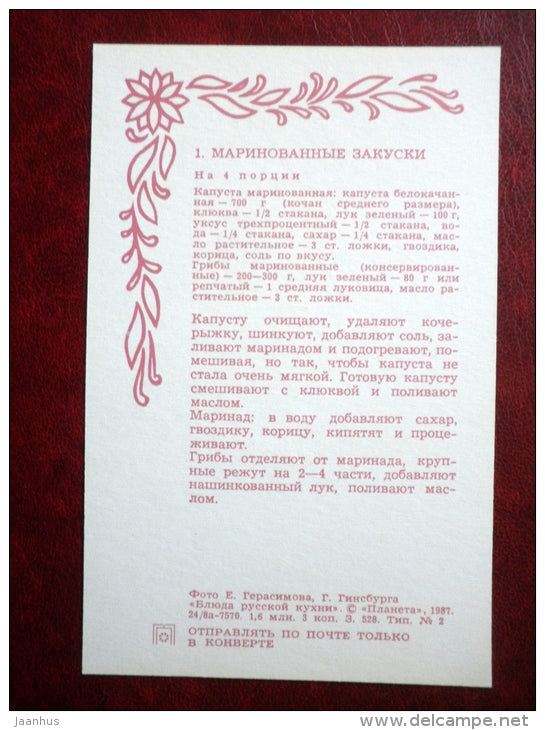 1. МАРИНОВАННЫЕ ЗАКУСКИ
На 4 порции
Капуста маринованная: капуста белокачан-
ная — 700 г (кочан среднего размера),
клюква — 1/2 стакана, лук зеленый — 100 г,
уксус трехпроцентный — 1/2 стакана, во-
да — 1/4 стакана, сахар — 1/4 стакана, мас-
ло растительное — 3 ст. ложки, гвоздика,
корица, соль по вкусу.
Грибы маринованные (консервирован-
ные) — 200—300 г, лук зеленый — 80 г или
репчатый — 1 средняя луковица, масло ра-
стительное — 3 ст. ложки.
Капусту очищают, удаляют коче-
рыжку, шинкуют, добавляют соль, за-
ливают маринадом и подогревают, по-
мешивая, но так, чтобы капуста не
стала очень мягкой. Готовую капусту
смешивают с клюквой и поливают
маслом.
Маринад: в воду добавляют сахар,
гвоздику, корицу, кипятят и проце-
живают.
Грибы отделяют от маринада, круп-
ные режут на 2—4 части, добавляют
нашинкованный лук, поливают мас-
лом.
Фото Е. Герасимова, Г. Гинсбурга
«Блюда русской кухни». © «Планета», 1987.
24/8а-7570. 1,6 млн. 3 коп. З. 528. Тип. № 2
ОТПРАВЛЯТЬ ПО ПОЧТЕ ТОЛЬКО
В КОНВЕРТЕ
jaanhus
www.delcampe.net